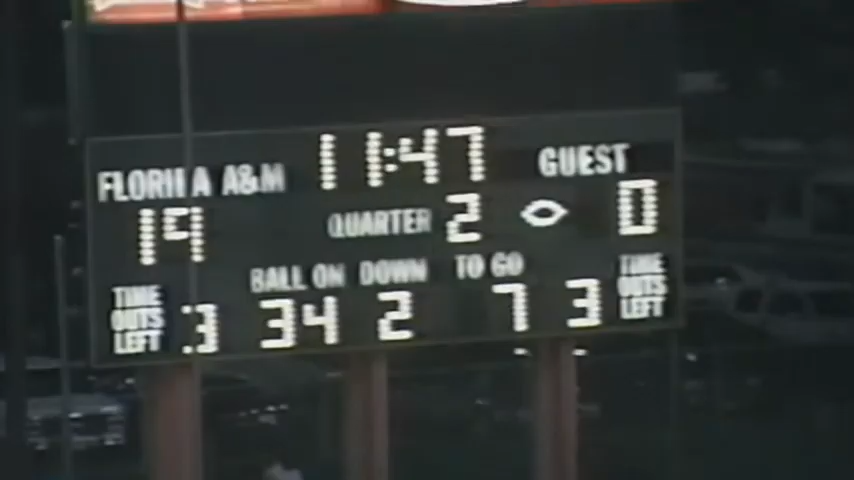 11:47
FLORIDA A&M GUEST
19 QUARTER 2 0
BALL ON DOWN TO GO
TIME OUTS LEFT 3 34 2 7 3 TIME OUTS LEFT